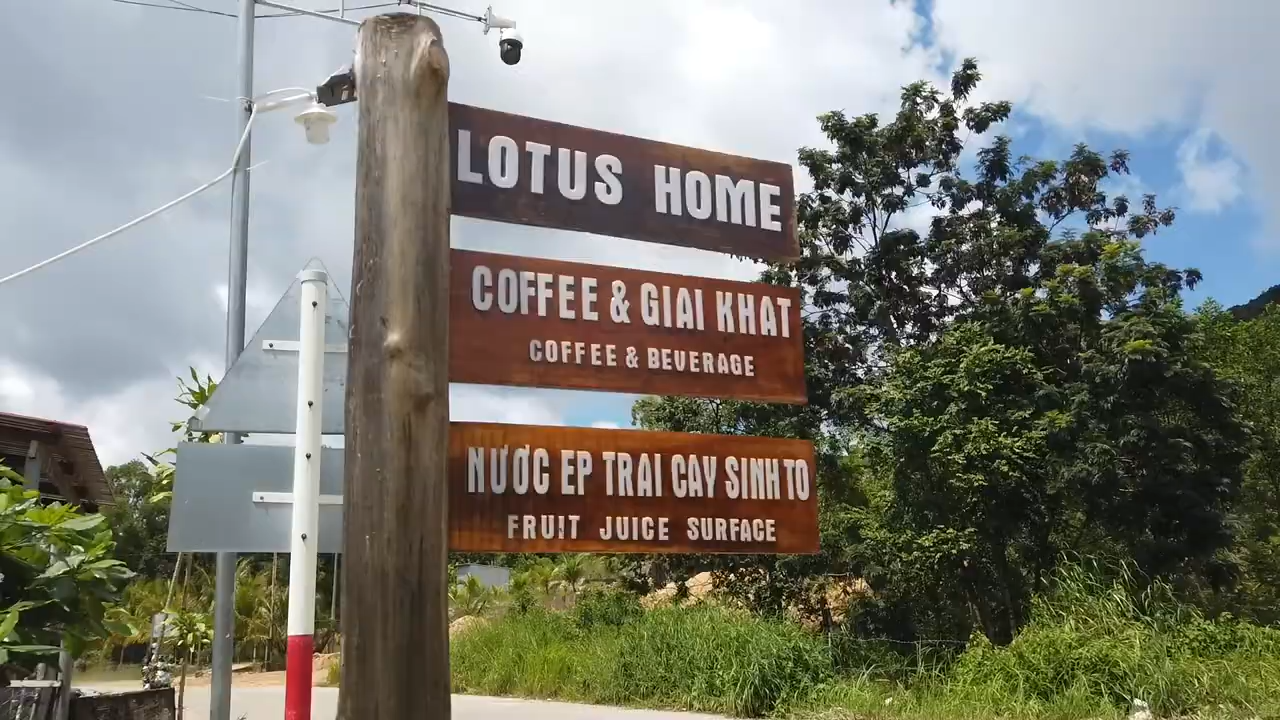 LOTUS HOME
COFFEE & GIAI KHAT
COFFEE & BEVERAGE
NƯỚC EP TRAI CAY SINH TO
FRUIT JUICE SURFACE